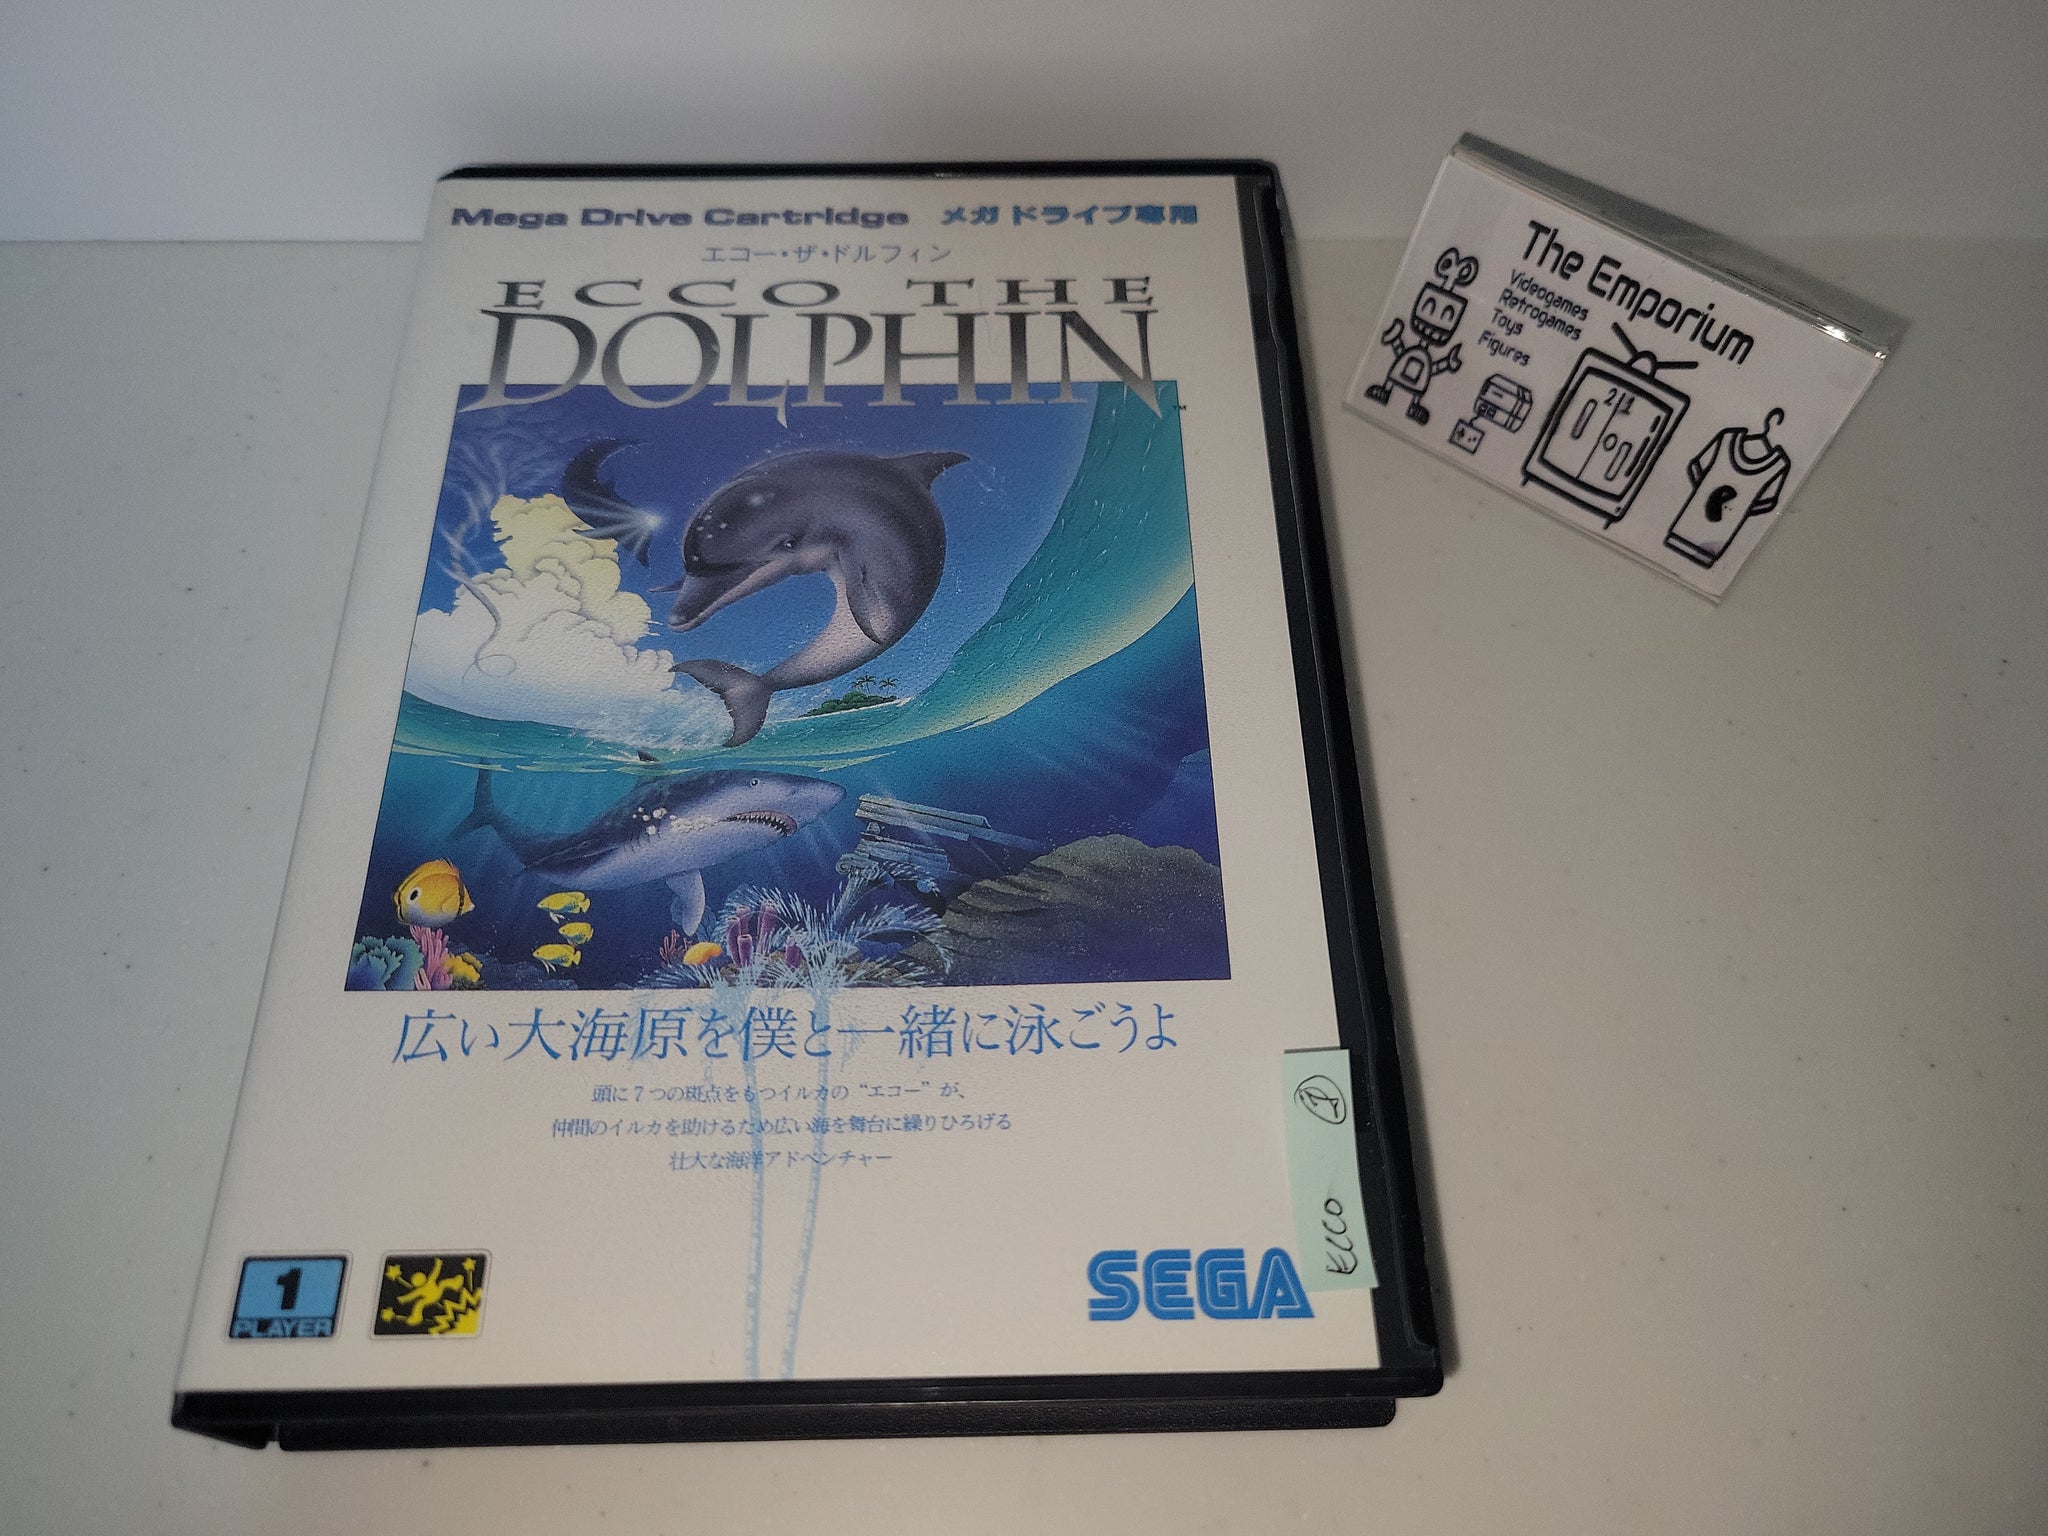 Mega Drive Cartridge メガドライブ専用
エコー・ザ・ドルフィン
ECCO THE
DOLPHIN
TM
広い大海原を僕と一緒に泳ごうよ
頭に7つの斑点をもつイルカの“エコー”が、
仲間のイルカを助けるため広い海を舞台に繰りひろげる
壮大な海洋アドベンチャー
1
PLAYER
SEGA
ECCO
The Emporium
Videogames
Retrogames
Toys
Figures
21